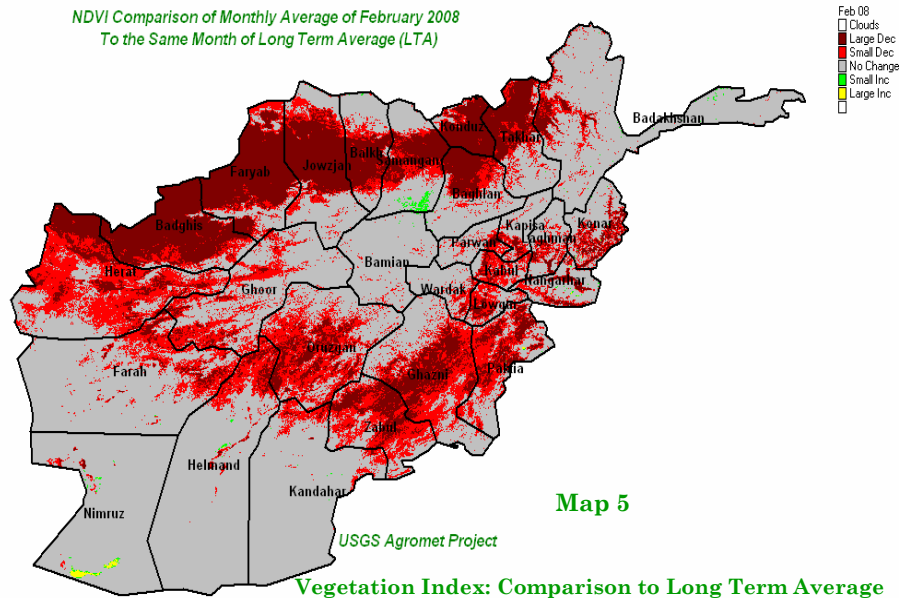 NDVI Comparison of Monthly Average of February 2008
To the Same Month of Long Term Average (LTA)
Feb 08
Clouds
Large Dec
Small Dec
No Change
Small Inc
Large Inc
Badakhshan
Konduz
Takhar
Balkh
Jowzjan
Samangan
Faryab
Baghlan
Badghis
Kapisa
Konar
Laghman
Parwan
Bamian
Herat
Kabul
Nangarhar
Ghoor
Wardak
Lowgar
Oruzgan
Farah
Ghazni
Paktia
Zabul
Helmand
Kandahar
Nimruz
Map 5
USGS Agromet Project
Vegetation Index: Comparison to Long Term Average